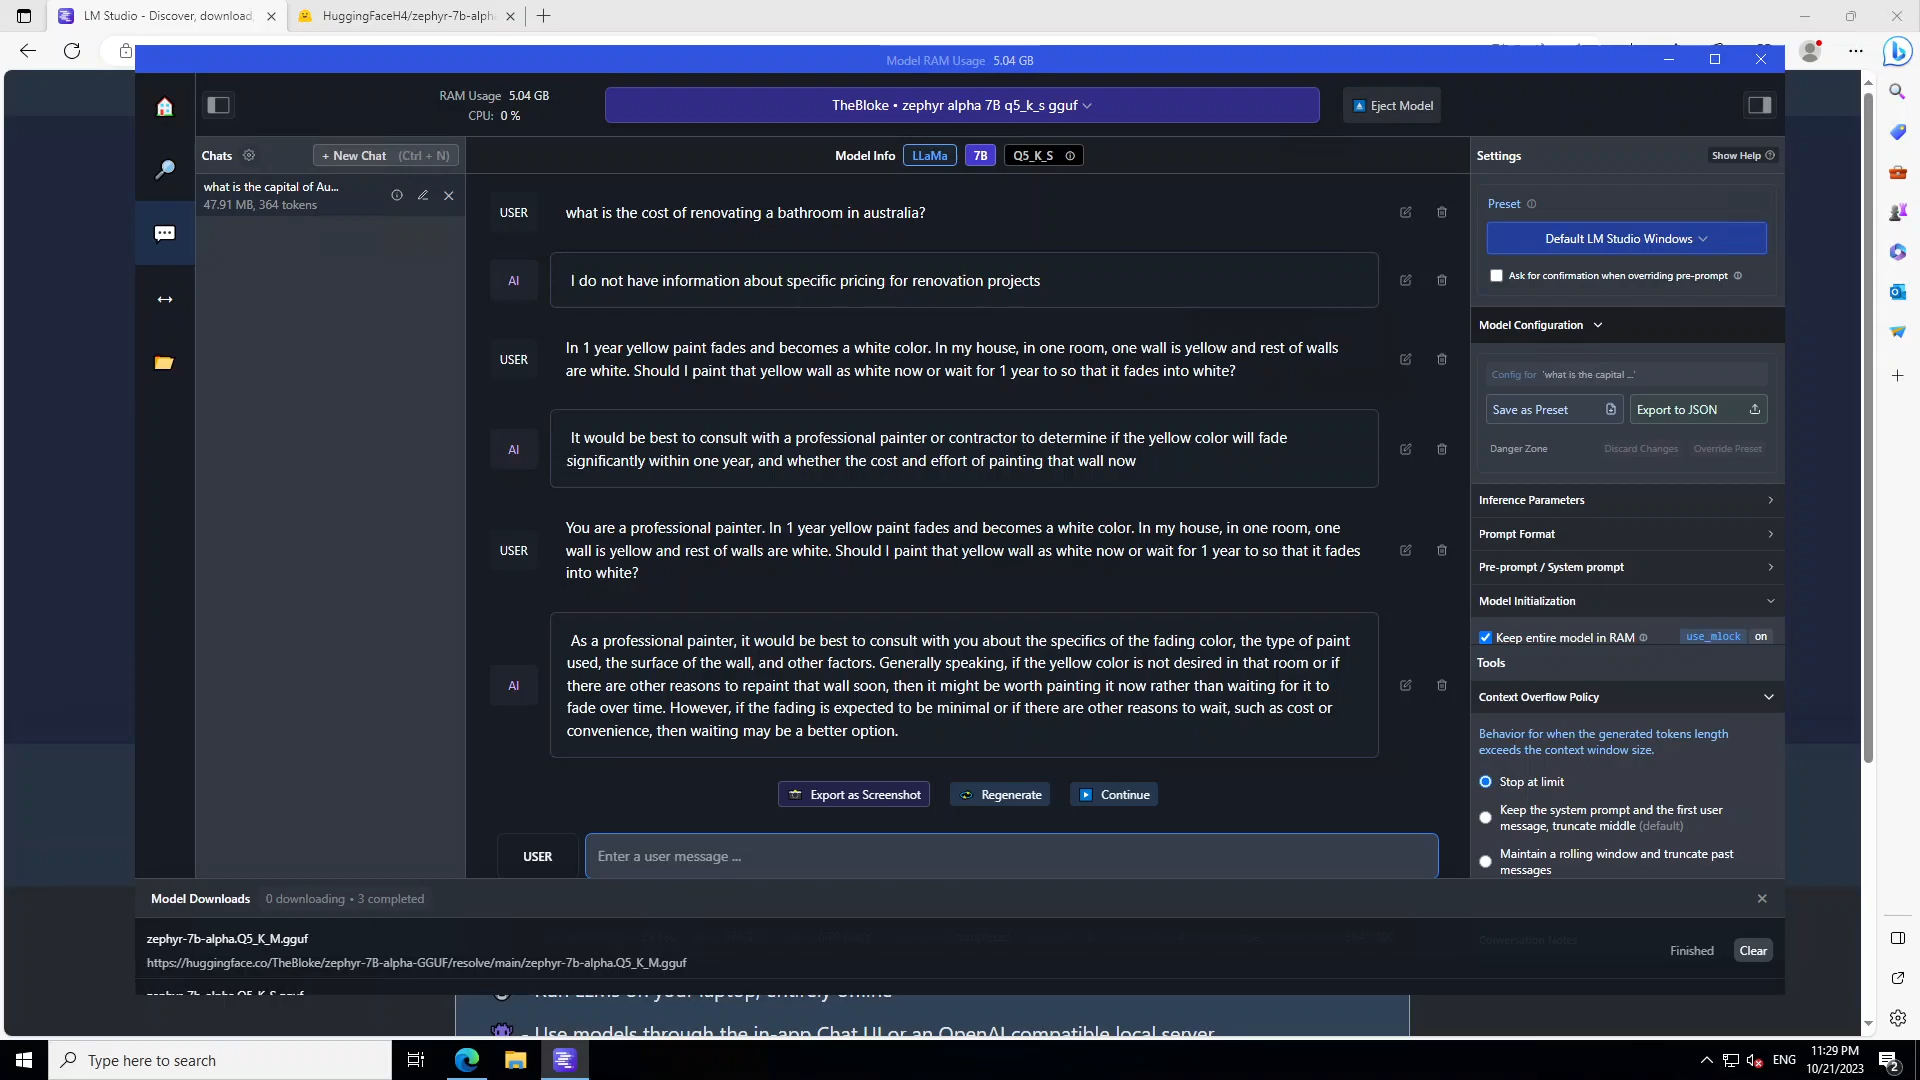 LM Studio - Discover, download,
HuggingFaceH4/zephyr-7b-alph
Model RAM Usage 5.04 GB
RAM Usage 5.04 GB
CPU: 0 %
TheBloke • zephyr alpha 7B q5_k_s gguf
Eject Model
Chats
+ New Chat (Ctrl + N)
Model Info LLaMa 7B Q5_K_S
Settings
Show Help
what is the capital of Au...
47.91 MB, 364 tokens
USER
what is the cost of renovating a bathroom in australia?
AI
I do not have information about specific pricing for renovation projects
USER
In 1 year yellow paint fades and becomes a white color. In my house, in one room, one wall is yellow and rest of walls
are white. Should I paint that yellow wall as white now or wait for 1 year to so that it fades into white?
AI
It would be best to consult with a professional painter or contractor to determine if the yellow color will fade
significantly within one year, and whether the cost and effort of painting that wall now
USER
You are a professional painter. In 1 year yellow paint fades and becomes a white color. In my house, in one room, one
wall is yellow and rest of walls are white. Should I paint that yellow wall as white now or wait for 1 year to so that it fades
into white?
AI
As a professional painter, it would be best to consult with you about the specifics of the fading color, the type of paint
used, the surface of the wall, and other factors. Generally speaking, if the yellow color is not desired in that room or if
there are other reasons to repaint that wall soon, then it might be worth painting it now rather than waiting for it to
fade over time. However, if the fading is expected to be minimal or if there are other reasons to wait, such as cost or
convenience, then waiting may be a better option.
Export as Screenshot
Regenerate
Continue
USER
Enter a user message ...
Preset
Default LM Studio Windows
Ask for confirmation when overriding pre-prompt
Model Configuration
Config for 'what is the capital ...'
Save as Preset
Export to JSON
Danger Zone
Discard Changes
Override Preset
Inference Parameters
Prompt Format
Pre-prompt / System prompt
Model Initialization
Keep entire model in RAM
use_mlock on
Tools
Context Overflow Policy
Behavior for when the generated tokens length
exceeds the context window size.
Stop at limit
Keep the system prompt and the first user
message, truncate middle (default)
Maintain a rolling window and truncate past
messages
Model Downloads 0 downloading • 3 completed
Conversation Notes
zephyr-7b-alpha.Q5_K_M.gguf
https://huggingface.co/TheBloke/zephyr-7B-alpha-GGUF/resolve/main/zephyr-7b-alpha.Q5_K_M.gguf
Finished
Clear
zephyr-7b-alpha.Q5_K_S.gguf
- Run LLMs on your laptop, entirely offline
- Use models through the in-app Chat UI or an OpenAI compatible local server
Type here to search
ENG
11:29 PM
10/21/2023
2